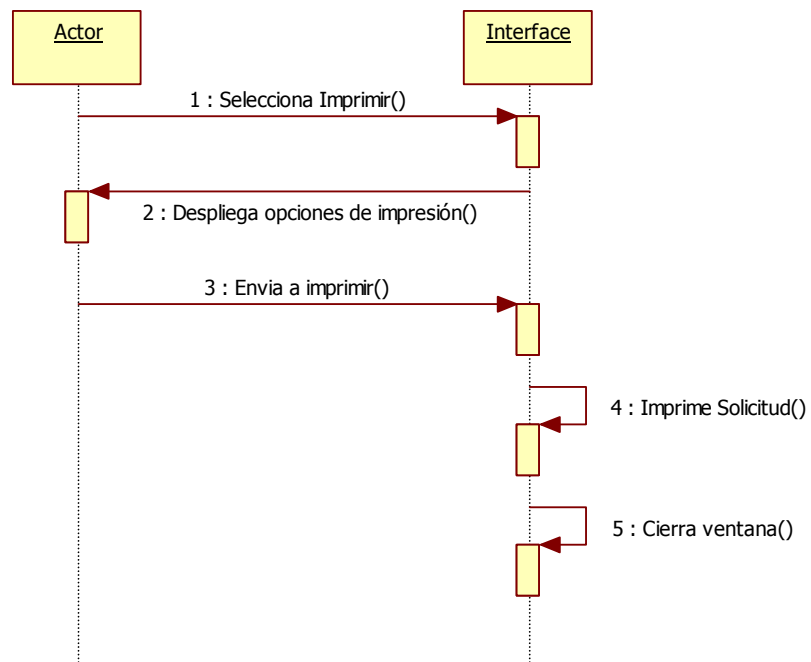 Actor
Interface
1 : Selecciona Imprimir()
2 : Despliega opciones de impresión()
3 : Envia a imprimir()
4 : Imprime Solicitud()
5 : Cierra ventana()